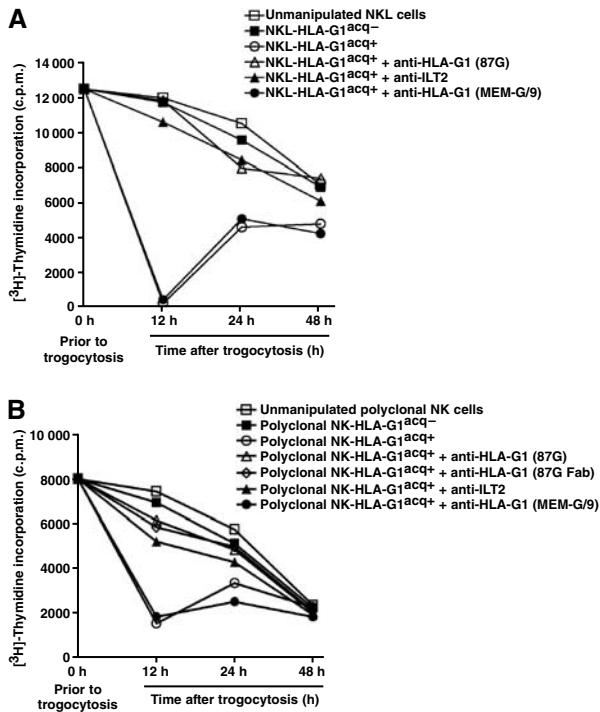 A
Unmanipulated NKL cells
NKL-HLA-G1acq−
NKL-HLA-G1acq+
NKL-HLA-G1acq+ + anti-HLA-G1 (87G)
NKL-HLA-G1acq+ + anti-ILT2
NKL-HLA-G1acq+ + anti-HLA-G1 (MEM-G/9)
[3H]-Thymidine incorporation (c.p.m.)
14 000
12 000
10 000
8000
6000
4 000
2000
0
0 h
12 h
24 h
48 h
Prior to
trogocytosis
Time after trogocytosis (h)
B
Unmanipulated polyclonal NK cells
Polyclonal NK-HLA-G1acq−
Polyclonal NK-HLA-G1acq+
Polyclonal NK-HLA-G1acq+ + anti-HLA-G1 (87G)
Polyclonal NK-HLA-G1acq+ + anti-HLA-G1 (87G Fab)
Polyclonal NK-HLA-G1acq+ + anti-ILT2
Polyclonal NK-HLA-G1acq+ + anti-HLA-G1 (MEM-G/9)
[3H]-Thymidine incorporation (c.p.m.)
10 000
8000
6000
4000
2000
0
0 h
12 h
24 h
48 h
Prior to
trogocytosis
Time after trogocytosis (h)